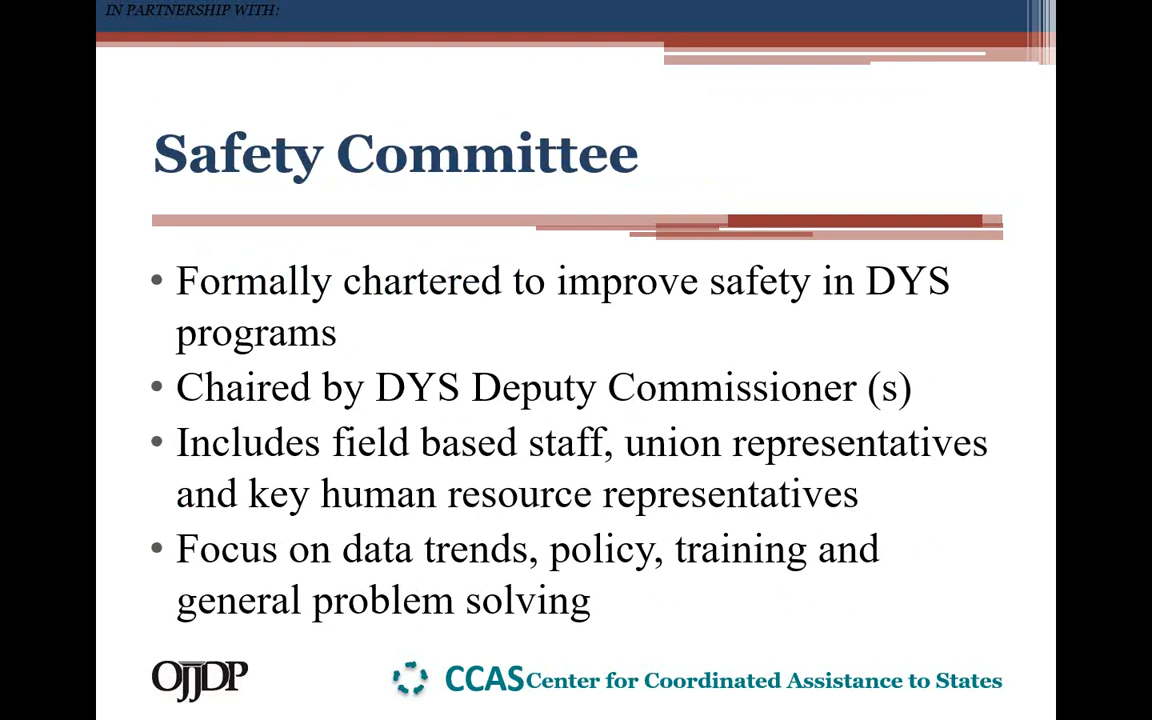 IN PARTNERSHIP WITH:
Safety Committee
• Formally chartered to improve safety in DYS
programs
• Chaired by DYS Deputy Commissioner (s)
• Includes field based staff, union representatives
and key human resource representatives
• Focus on data trends, policy, training and
general problem solving
OJJDP
CCAS Center for Coordinated Assistance to States